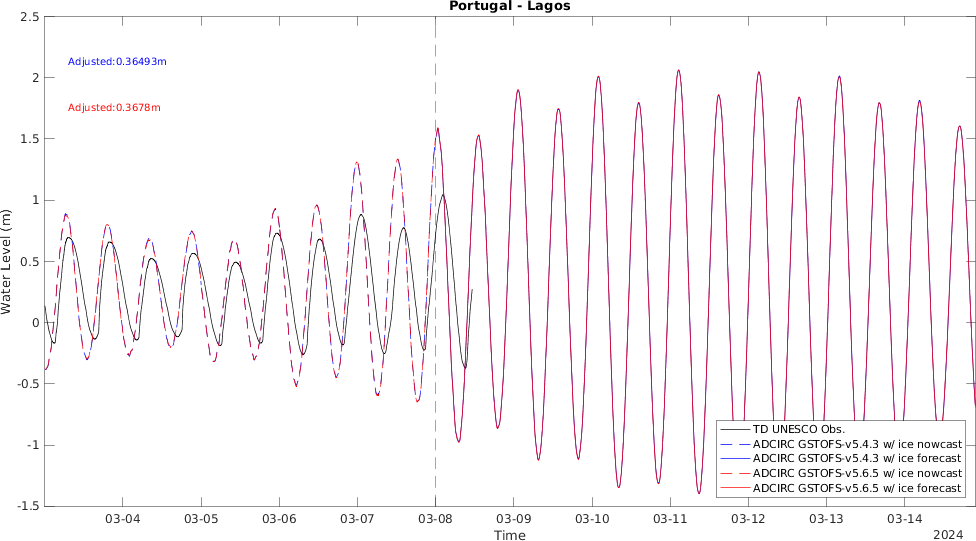 Portugal - Lagos
2.5
2
1.5
1
0.5
0
-0.5
-1
-1.5
Water Level (m)
Adjusted:0.36493m
Adjusted:0.3678m
TD UNESCO Obs.
ADCIRC GSTOFS-v5.4.3 w/ ice nowcast
ADCIRC GSTOFS-v5.4.3 w/ ice forecast
ADCIRC GSTOFS-v5.6.5 w/ ice nowcast
ADCIRC GSTOFS-v5.6.5 w/ ice forecast
03-04 03-05 03-06 03-07 03-08 03-09 03-10 03-11 03-12 03-13 03-14
Time
2024